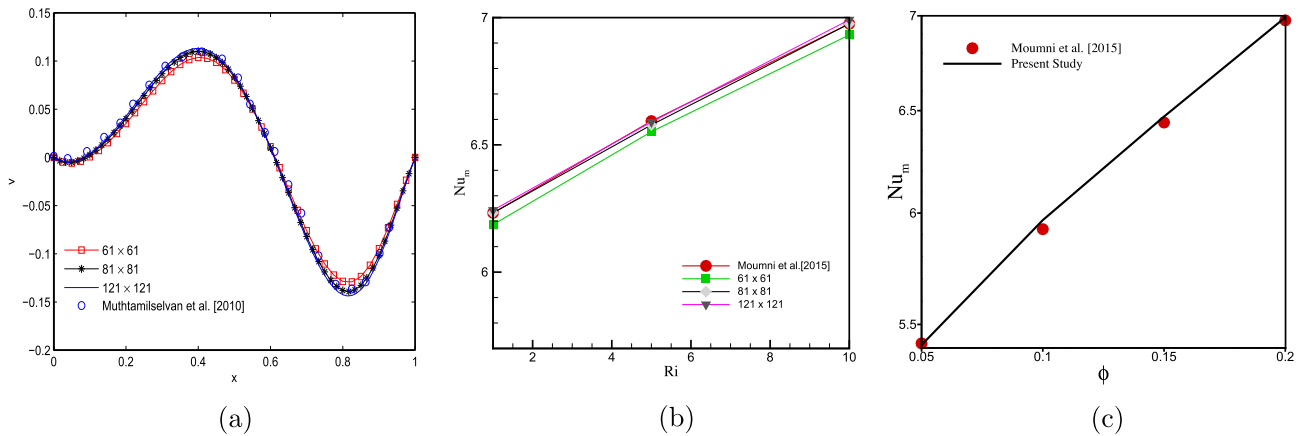 0.15
0.1
0.05
0
−0.05
−0.1
−0.15
−0.2
v
0
0.2
0.4
0.6
0.8
1
x
61 × 61
81 × 81
121 × 121
Muthtamilselvan et al. [2010]
(a)
7
6.5
6
Nu_m
2
4
6
8
10
Ri
Moumni et al.[2015]
61 x 61
81 x 81
121 x 121
(b)
7
6.5
6
5.5
Nu_m
0.05
0.1
0.15
0.2
ϕ
Moumni et al. [2015]
Present Study
(c)